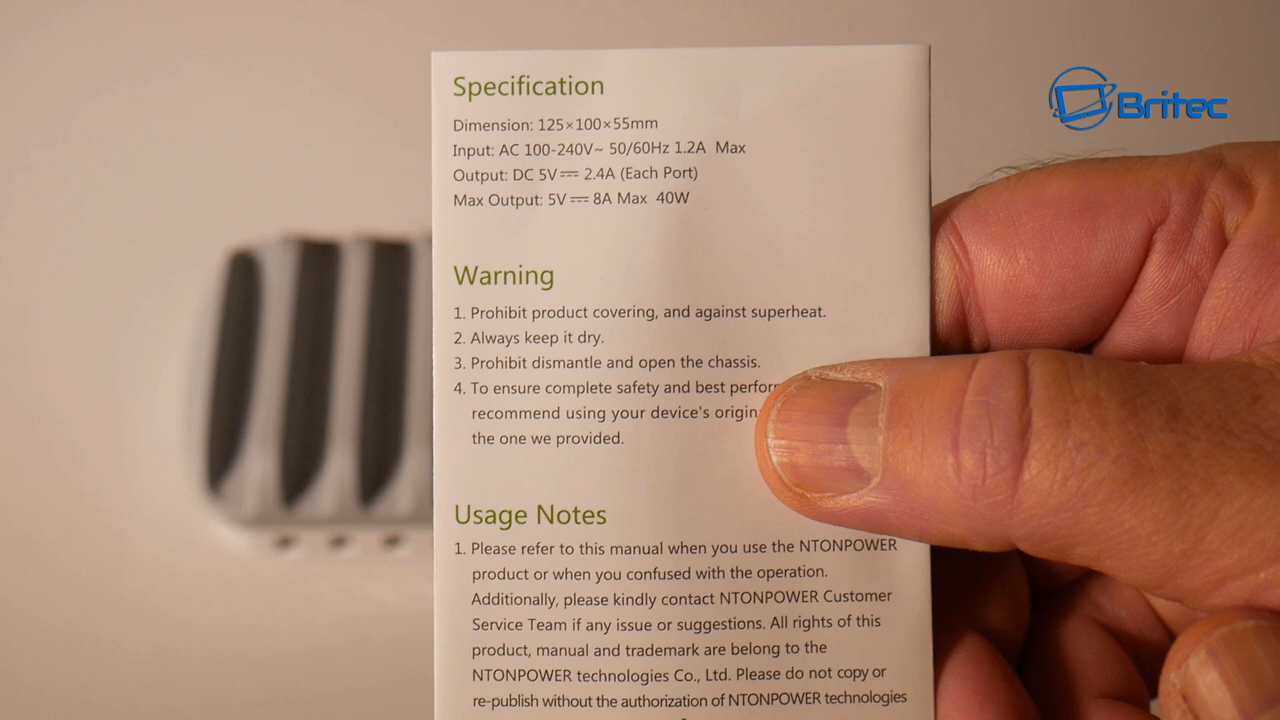 Britec
Specification
Dimension: 125×100×55mm
Input: AC 100-240V~ 50/60Hz 1.2A Max
Output: DC 5V⎓ 2.4A (Each Port)
Max Output: 5V⎓ 8A Max 40W
Warning
1. Prohibit product covering, and against superheat.
2. Always keep it dry.
3. Prohibit dismantle and open the chassis.
4. To ensure complete safety and best
recommend using your device's
the one we provided.
Usage Notes
1. Please refer to this manual when you use the NTONPOWER
product or when you confused with the operation.
Additionally, please kindly contact NTONPOWER Customer
Service Team if any issue or suggestions. All rights of this
product, manual and trademark are belong to the
NTONPOWER technologies Co., Ltd. Please do not copy or
re-publish without the authorization of NTONPOWER technologies